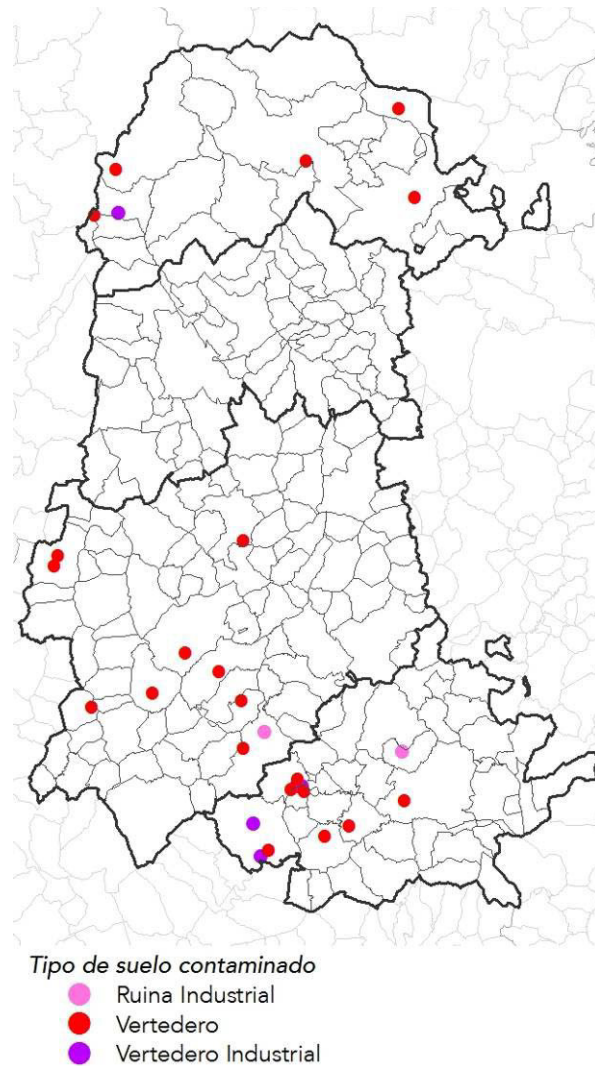 Tipo de suelo contaminado
Ruina Industrial
Vertedero
Vertedero Industrial